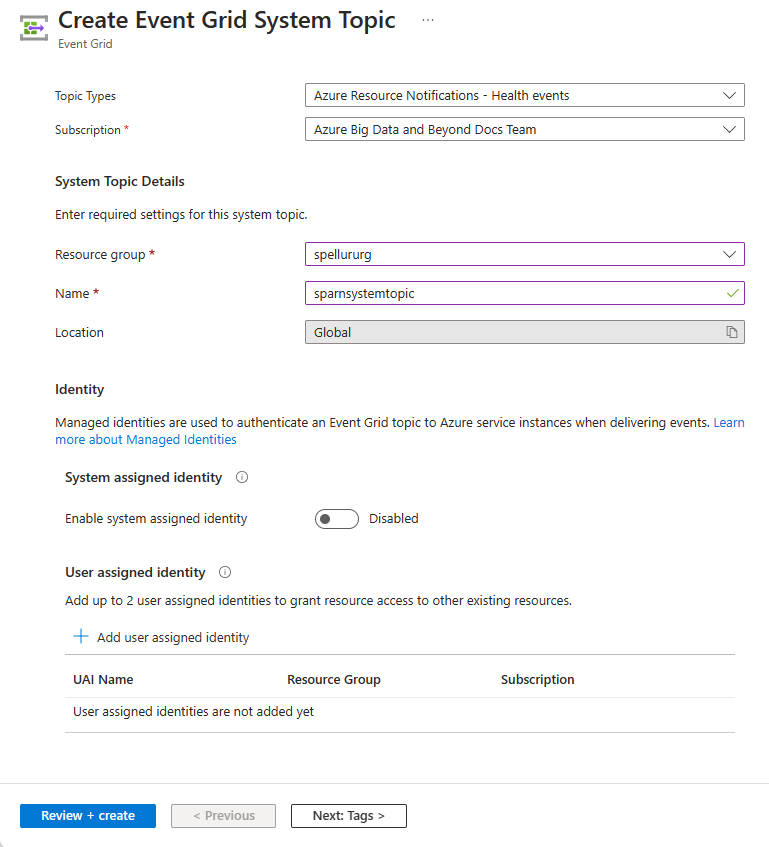 Create Event Grid System Topic ...
Event Grid
Topic Types Azure Resource Notifications - Health events
Subscription * Azure Big Data and Beyond Docs Team
System Topic Details
Enter required settings for this system topic.
Resource group * spellururg
Name * sparnsystemtopic
Location Global
Identity
Managed identities are used to authenticate an Event Grid topic to Azure service instances when delivering events. Learn
more about Managed Identities
System assigned identity
Enable system assigned identity Disabled
User assigned identity
Add up to 2 user assigned identities to grant resource access to other existing resources.
Add user assigned identity
UAI Name Resource Group Subscription
User assigned identities are not added yet
Review + create < Previous Next: Tags >